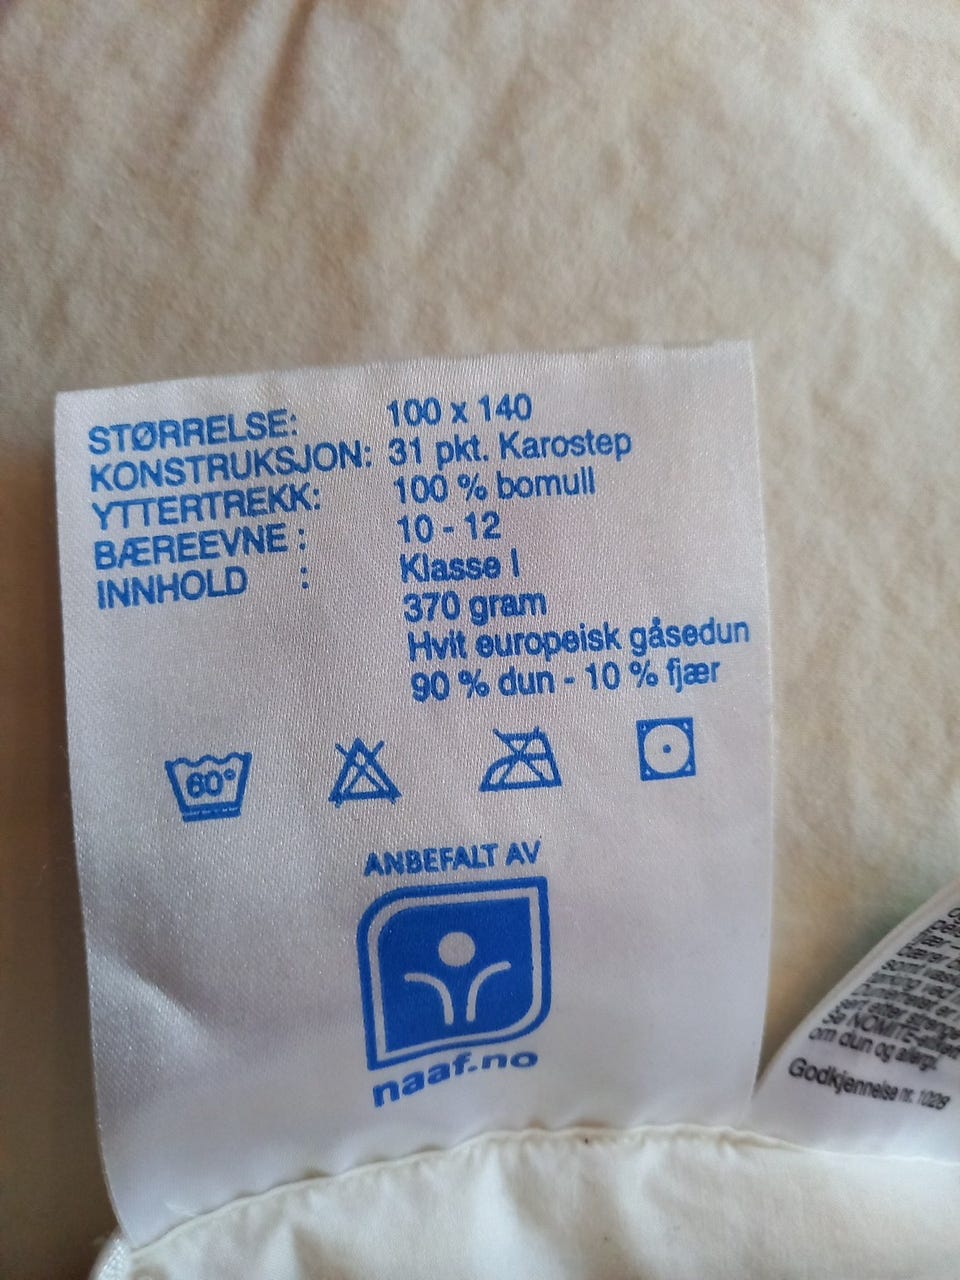 STØRRELSE: 100 x 140
KONSTRUKSJON: 31 pkt. Karostep
YTTERTREKK: 100 % bomull
BÆREEVNE : 10 - 12
INNHOLD : Klasse I
370 gram
Hvit europeisk gåsedun
90 % dun - 10 % fjær
60°
ANBEFALT AV
naaf.no
om dun og allergi.
Godkjennelse nr. 1029